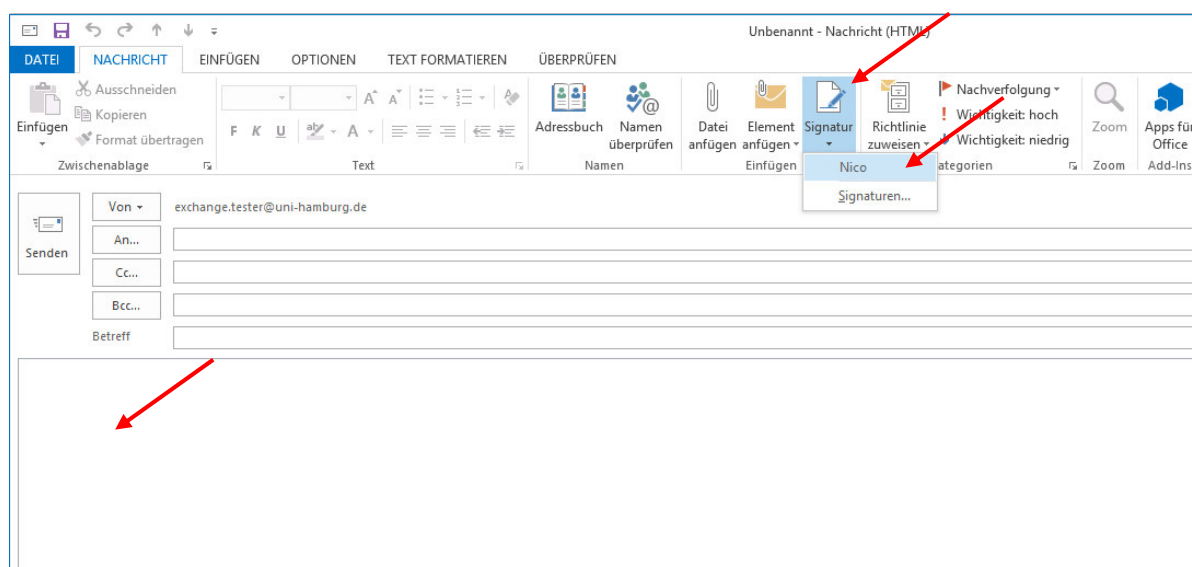 Unbenannt - Nachricht (HTML)
DATEI NACHRICHT EINFÜGEN OPTIONEN TEXT FORMATIEREN ÜBERPRÜFEN
Einfügen
Ausschneiden
Kopieren
Format übertragen
Zwischenablage
F K U
Text
Adressbuch
Namen
überprüfen
Namen
Datei
anfügen
Element
anfügen
Einfügen
Signatur
Nico
Signaturen...
Richtlinie
zuweisen
Nachverfolgung
Wichtigkeit: hoch
Wichtigkeit: niedrig
ategorien
Zoom
Zoom
Apps für
Office
Add-Ins
Senden
Von exchange.tester@uni-hamburg.de
An...
Cc...
Bcc...
Betreff